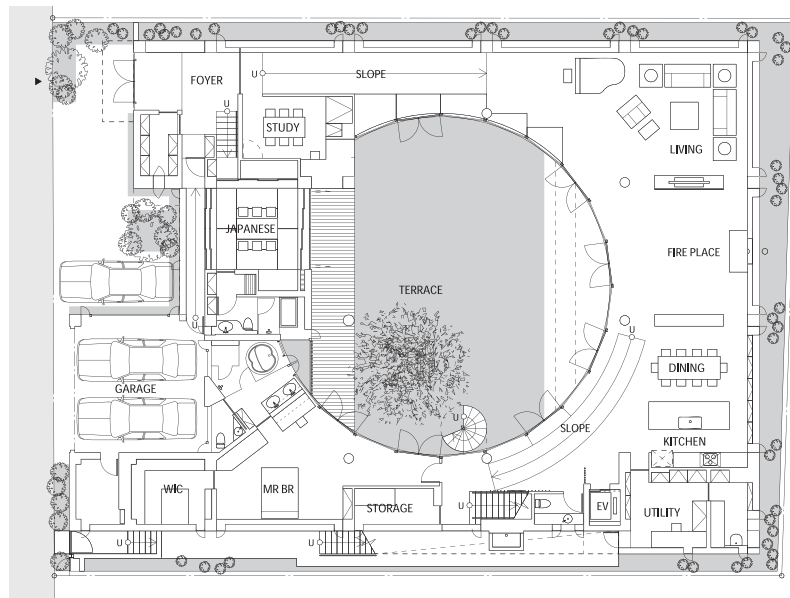 FOYER
U
SLOPE
U
STUDY
LIVING
JAPANESE
FIRE PLACE
TERRACE
U
U
DINING
GARAGE
U
SLOPE
KITCHEN
WIC
MR BR
STORAGE
U
EV
UTILITY
U
U